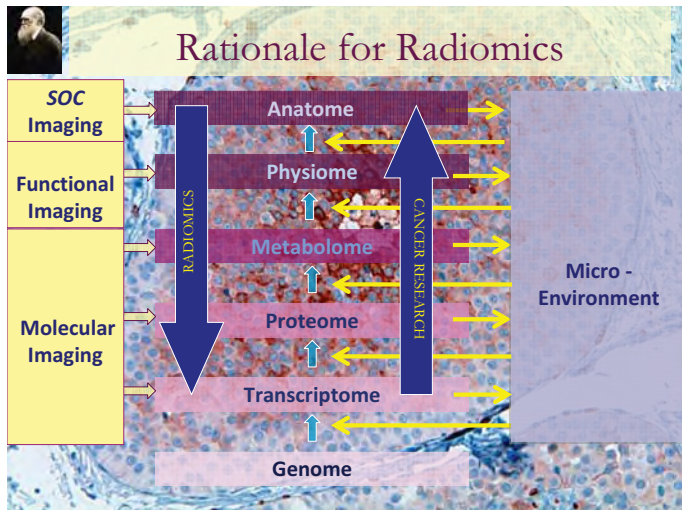 Rationale for Radiomics
SOC
Imaging
Functional
Imaging
Molecular
Imaging
RADIOMICS
Anatome
Physiome
Metabolome
Proteome
Transcriptome
Genome
CANCER RESEARCH
Micro -
Environment